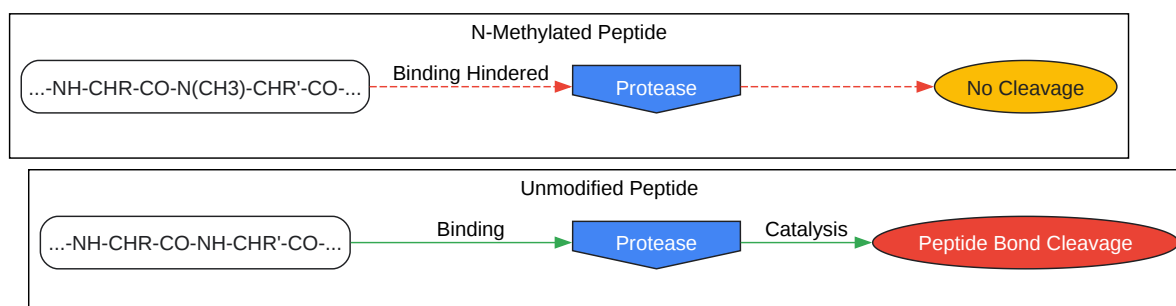 N-Methylated Peptide
...-NH-CHR-CO-N(CH3)-CHR'-CO-...
Binding Hindered
Protease
No Cleavage
Unmodified Peptide
...-NH-CHR-CO-NH-CHR'-CO-...
Binding
Protease
Catalysis
Peptide Bond Cleavage